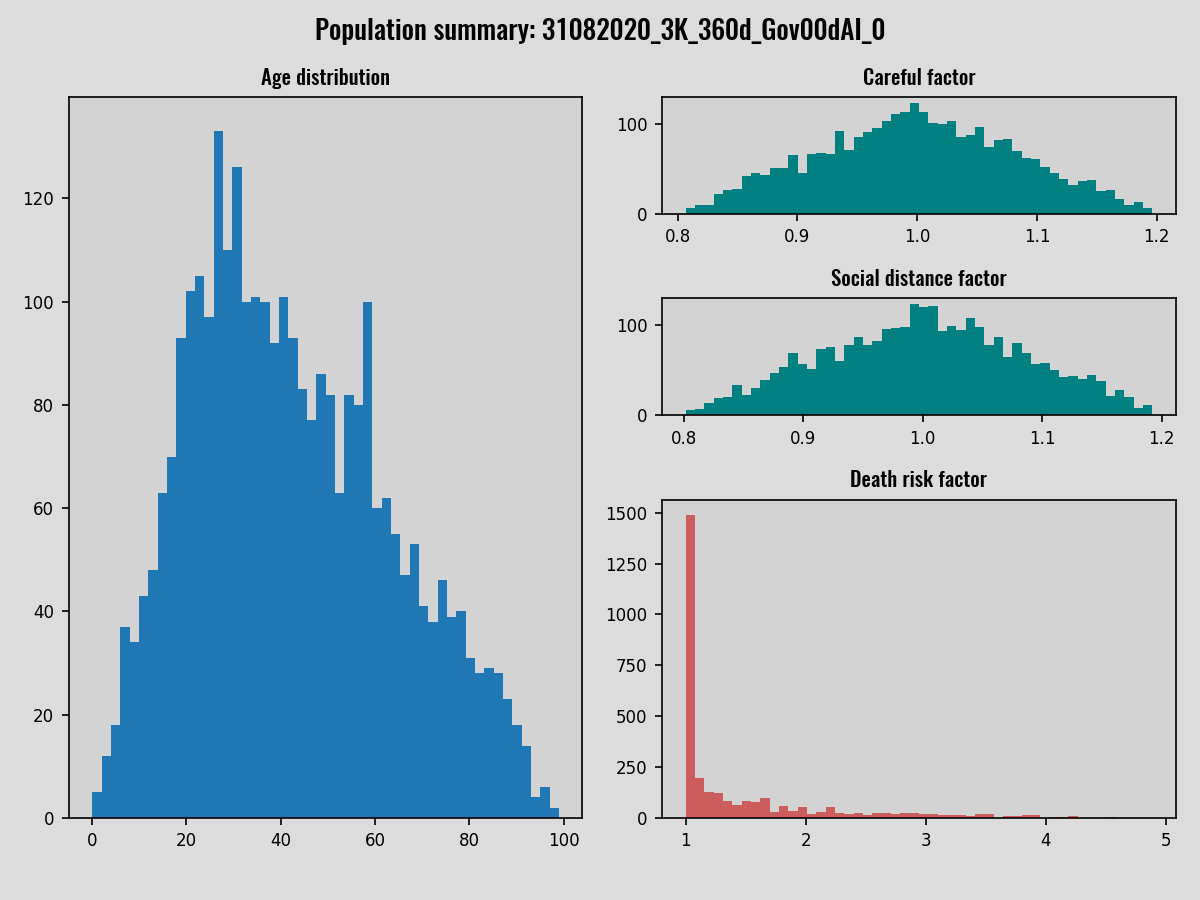 Population summary: 31082020_3K_360d_Gov00dAI_0
Age distribution
120
100
80
60
40
20
0
0 20 40 60 80 100
Careful factor
100
0
0.8 0.9 1.0 1.1 1.2
Social distance factor
100
0
0.8 0.9 1.0 1.1 1.2
Death risk factor
1500
1250
1000
750
500
250
0
1 2 3 4 5